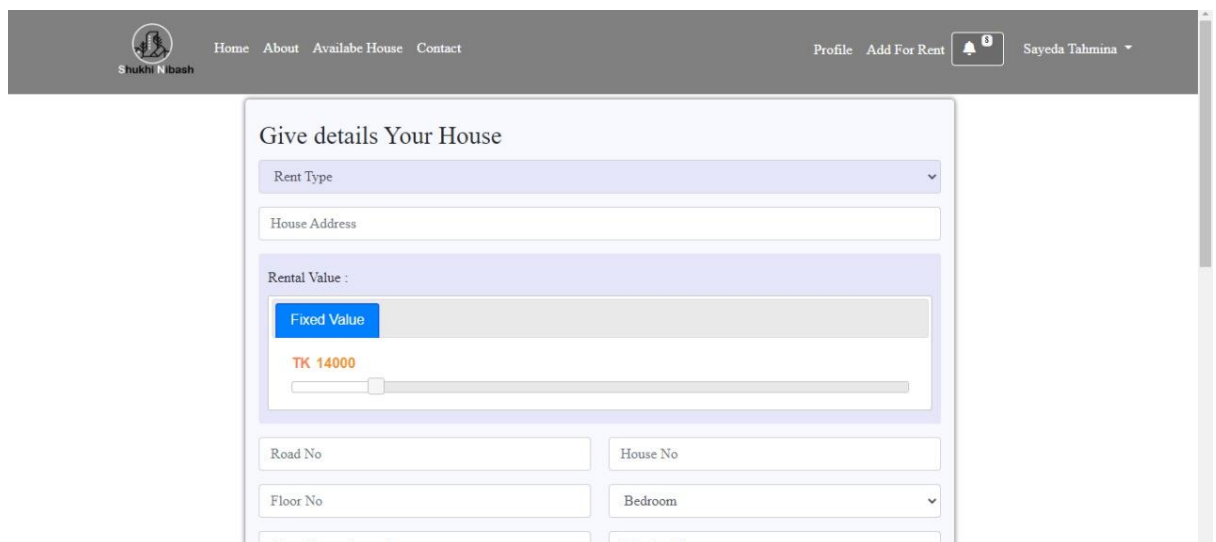 Home About Availabe House Contact
Profile Add For Rent 8 Sayeda Tahmina
Shukhi Nibash
Give details Your House
Rent Type
House Address
Rental Value :
Fixed Value
TK 14000
Road No House No
Floor No Bedroom